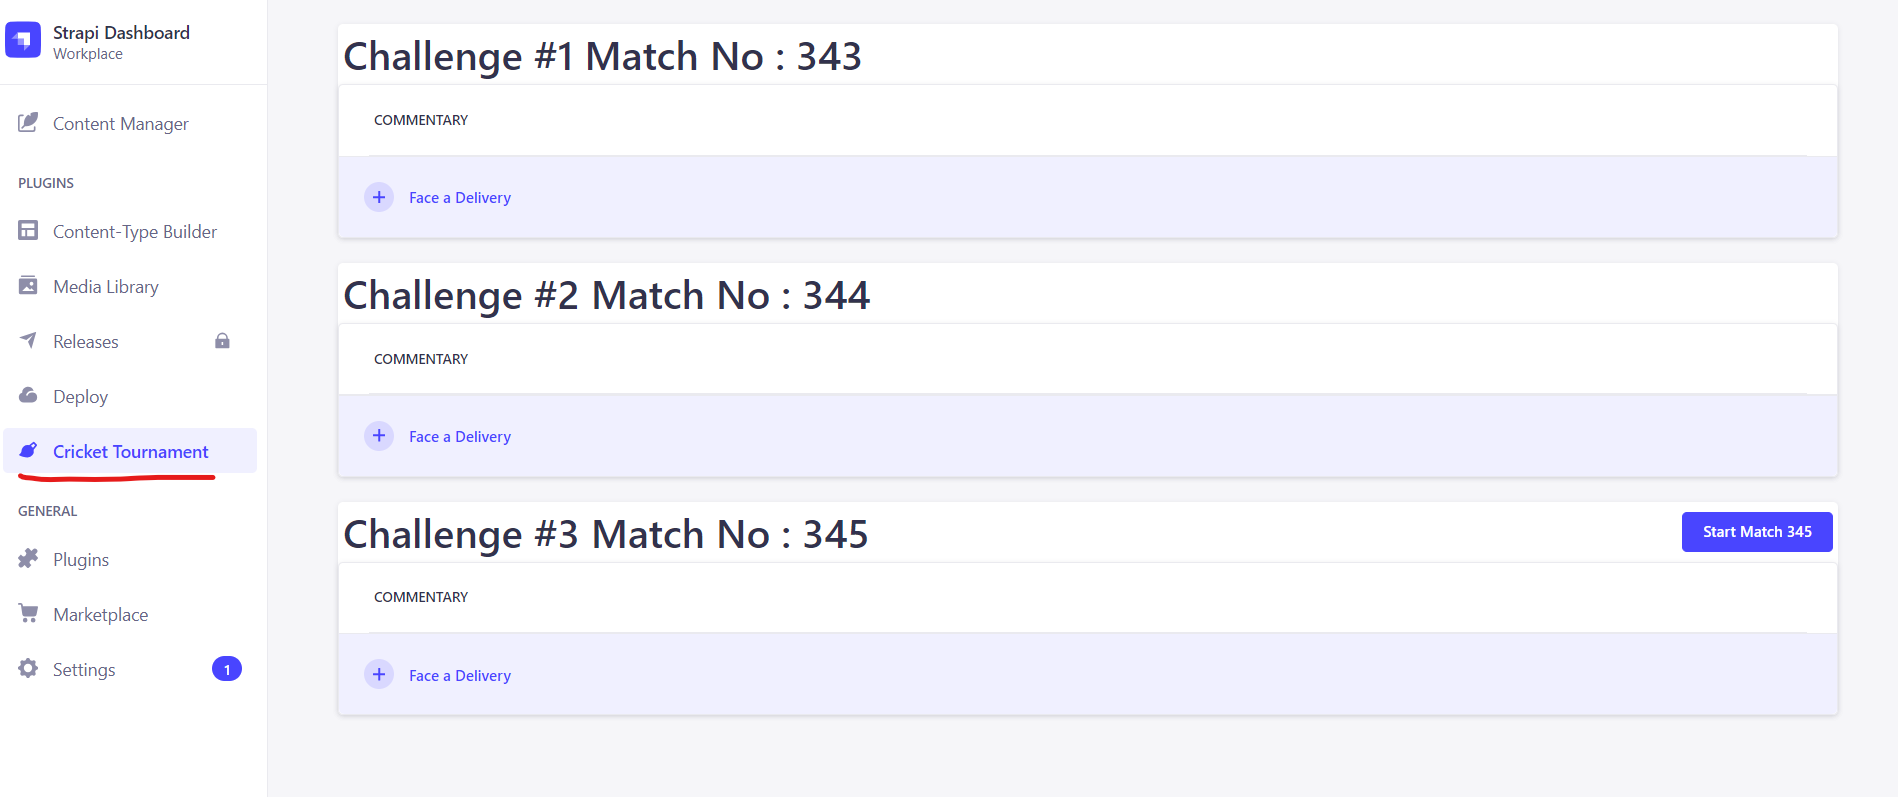 Strapi Dashboard
Workplace
Content Manager
PLUGINS
Content-Type Builder
Media Library
Releases
Deploy
Cricket Tournament
GENERAL
Plugins
Marketplace
Settings 1
Challenge #1 Match No : 343
COMMENTARY
Face a Delivery
Challenge #2 Match No : 344
COMMENTARY
Face a Delivery
Challenge #3 Match No : 345
Start Match 345
COMMENTARY
Face a Delivery